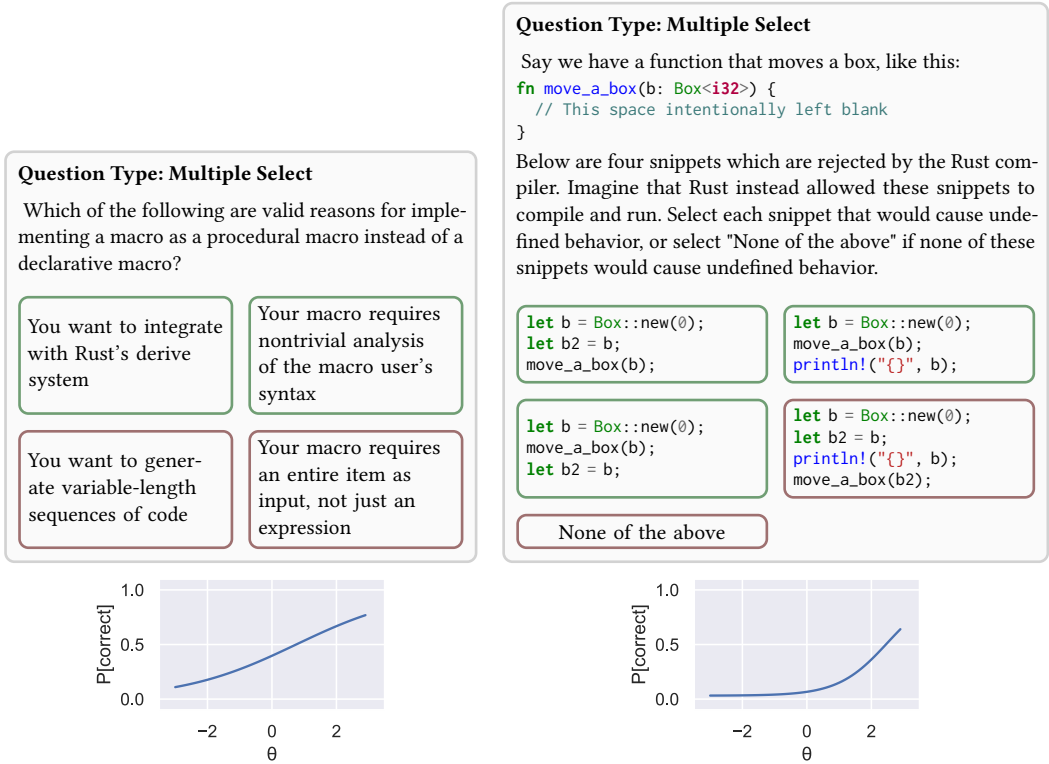 Question Type: Multiple Select
Which of the following are valid reasons for imple-
menting a macro as a procedural macro instead of a
declarative macro?
You want to integrate
with Rust's derive
system
Your macro requires
nontrivial analysis
of the macro user's
syntax
You want to gener-
ate variable-length
sequences of code
Your macro requires
an entire item as
input, not just an
expression
P[correct]
1.0
0.5
0.0
−2
0
2
θ
Question Type: Multiple Select
Say we have a function that moves a box, like this:
fn move_a_box(b: Box<i32>) {
  // This space intentionally left blank
}
Below are four snippets which are rejected by the Rust com-
piler. Imagine that Rust instead allowed these snippets to
compile and run. Select each snippet that would cause unde-
fined behavior, or select "None of the above" if none of these
snippets would cause undefined behavior.
let b = Box::new(0);
let b2 = b;
move_a_box(b);
let b = Box::new(0);
move_a_box(b);
println!("{}", b);
let b = Box::new(0);
move_a_box(b);
let b2 = b;
let b = Box::new(0);
let b2 = b;
println!("{}", b);
move_a_box(b2);
None of the above
P[correct]
1.0
0.5
0.0
−2
0
2
θ